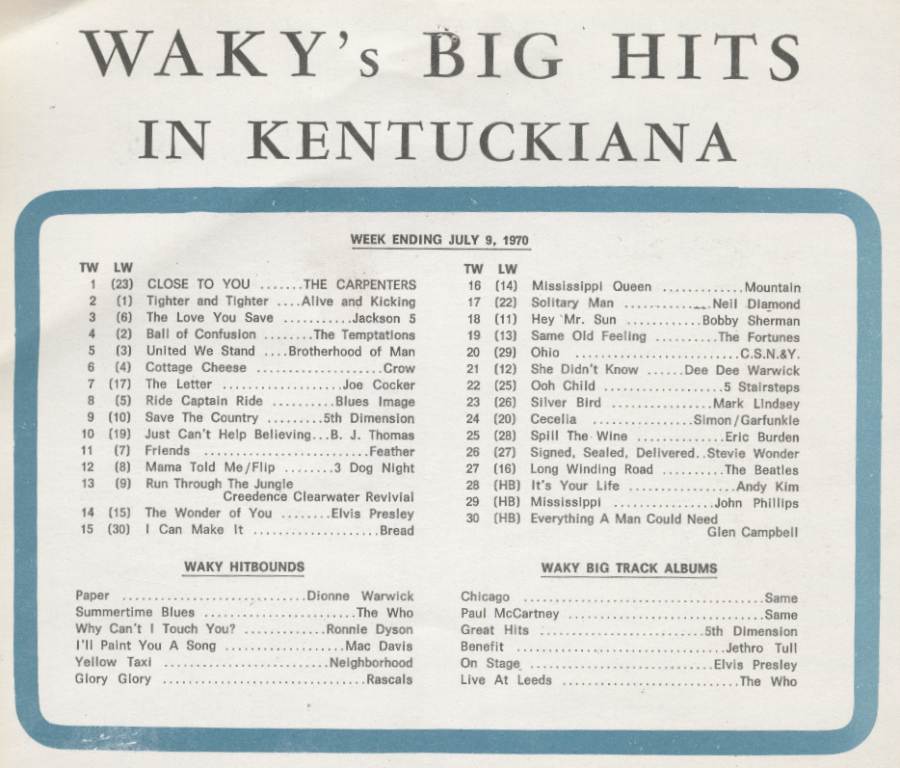 WAKY's BIG HITS
IN KENTUCKIANA
WEEK ENDING JULY 9, 1970
TW LW
1 (23) CLOSE TO YOU .......THE CARPENTERS
2 (1) Tighter and Tighter ....Alive and Kicking
3 (6) The Love You Save ...........Jackson 5
4 (2) Ball of Confusion ........The Temptations
5 (3) United We Stand ....Brotherhood of Man
6 (4) Cottage Cheese ....................Crow
7 (17) The Letter ...................Joe Cocker
8 (5) Ride Captain Ride ..........Blues Image
9 (10) Save The Country .........5th Dimension
10 (19) Just Can't Help Believing...B. J. Thomas
11 (7) Friends ..........................Feather
12 (8) Mama Told Me/Flip ........3 Dog Night
13 (9) Run Through The Jungle
Creedence Clearwater Revivial
14 (15) The Wonder of You ........Elvis Presley
15 (30) I Can Make It ....................Bread
TW LW
16 (14) Mississippi Queen .............Mountain
17 (22) Solitary Man ..............Neil Diamond
18 (11) Hey Mr. Sun ............Bobby Sherman
19 (13) Same Old Feeling ...........The Fortunes
20 (29) Ohio ..........................C.S.N.&Y.
21 (12) She Didn't Know ......Dee Dee Warwick
22 (25) Ooh Child ...................5 Stairsteps
23 (26) Silver Bird ................Mark Lindsey
24 (20) Cecelia ..................Simon/Garfunkle
25 (28) Spill The Wine ...............Eric Burden
26 (27) Signed, Sealed, Delivered..Stevie Wonder
27 (16) Long Winding Road ..........The Beatles
28 (HB) It's Your Life .................Andy Kim
29 (HB) Mississippi ................John Phillips
30 (HB) Everything A Man Could Need
Glen Campbell
WAKY HITBOUNDS
Paper .............................Dionne Warwick
Summertime Blues ........................The Who
Why Can't I Touch You? .............Ronnie Dyson
I'll Paint You A Song ...................Mac Davis
Yellow Taxi ..........................Neighborhood
Glory Glory ................................Rascals
WAKY BIG TRACK ALBUMS
Chicago ......................................Same
Paul McCartney ................................Same
Great Hits ..........................5th Dimension
Benefit .................................Jethro Tull
On Stage .............................Elvis Presley
Live At Leeds ............................The Who